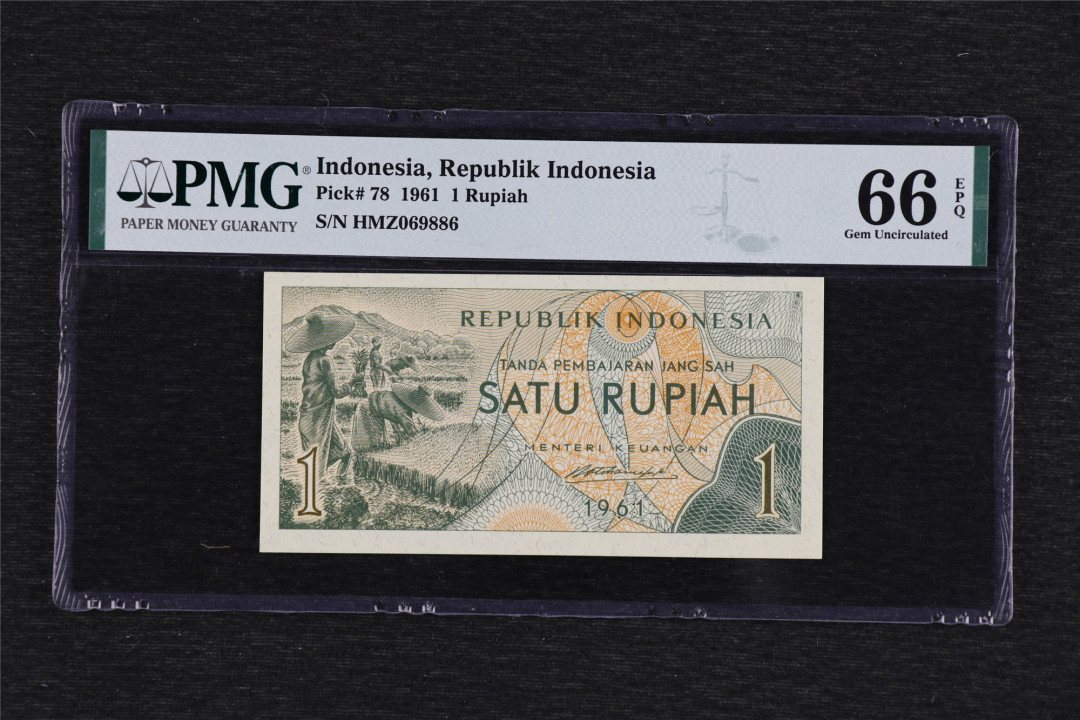 PMG®
PAPER MONEY GUARANTY
Indonesia, Republik Indonesia
Pick# 78 1961 1 Rupiah
S/N HMZ069886
66
EPQ
Gem Uncirculated
REPUBLIK INDONESIA
TANDA PEMBAJARAN JANG SAH
SATU RUPIAH
MENTERI KEUANGAN
1961
1
1